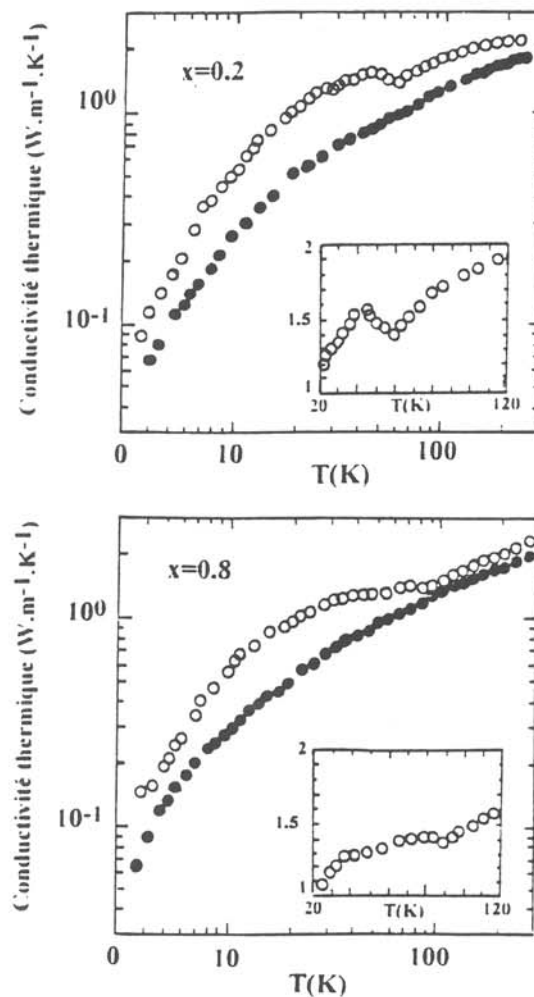 x=0.2
Conductivité thermique (W.m⁻¹.K⁻¹)
10⁰
10⁻¹
2
1.5
1
20
T(K)
120
0
10
100
T(K)
x=0.8
Conductivité thermique (W.m⁻¹.K⁻¹)
10⁰
10⁻¹
2
1.5
1
20
T(K)
120
0
10
100
T(K)